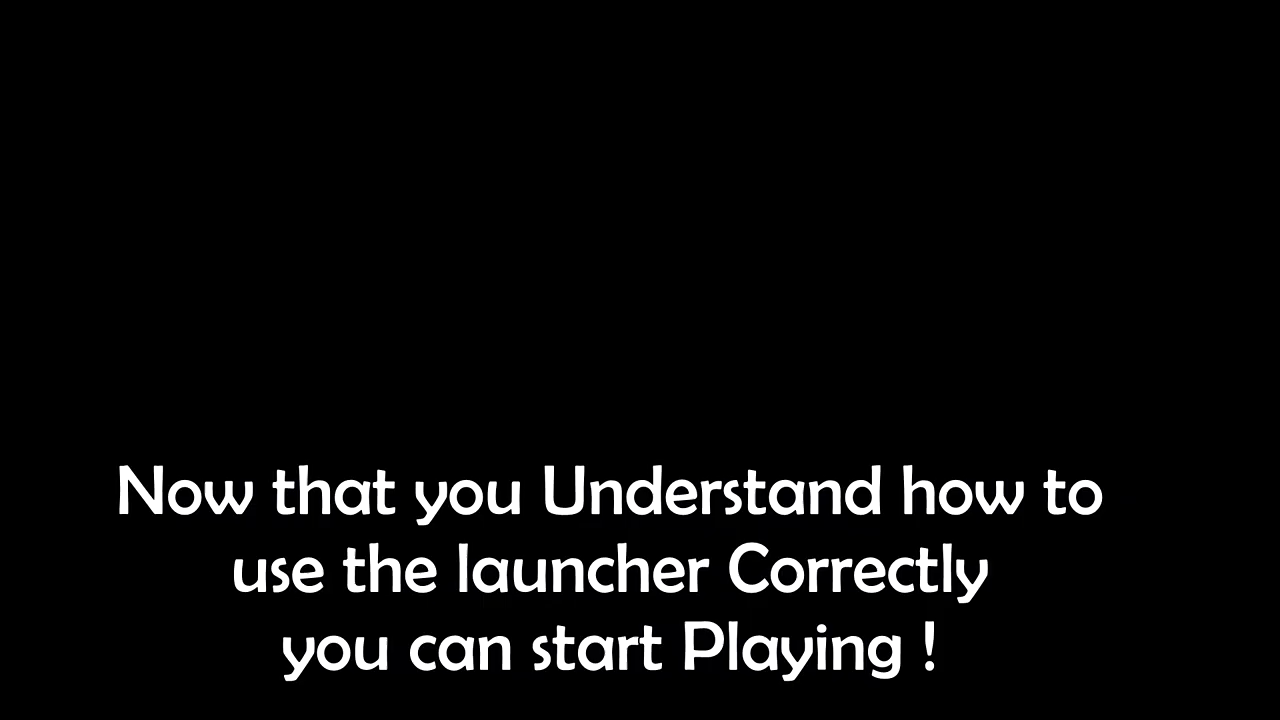 Now that you Understand how to
use the launcher Correctly
you can start Playing !